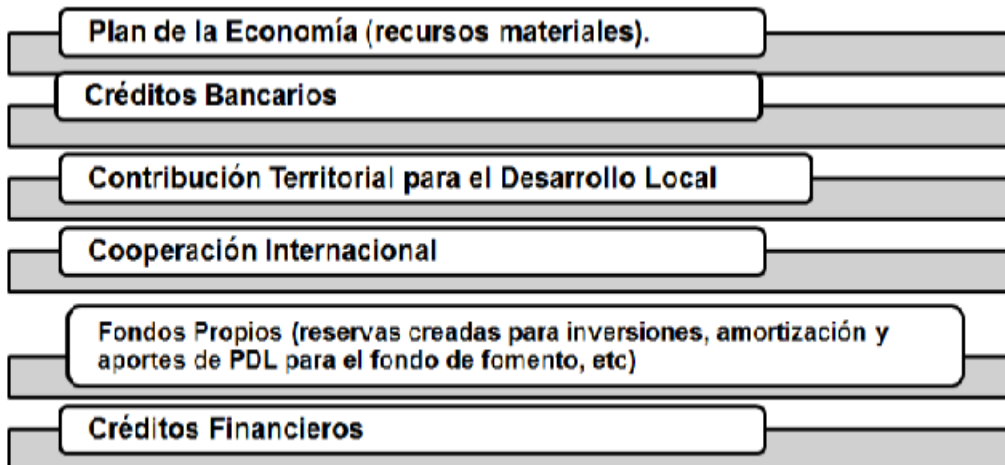 Plan de la Economía (recursos materiales).
Créditos Bancarios
Contribución Territorial para el Desarrollo Local
Cooperación Internacional
Fondos Propios (reservas creadas para inversiones, amortización y
aportes de PDL para el fondo de fomento, etc)
Créditos Financieros